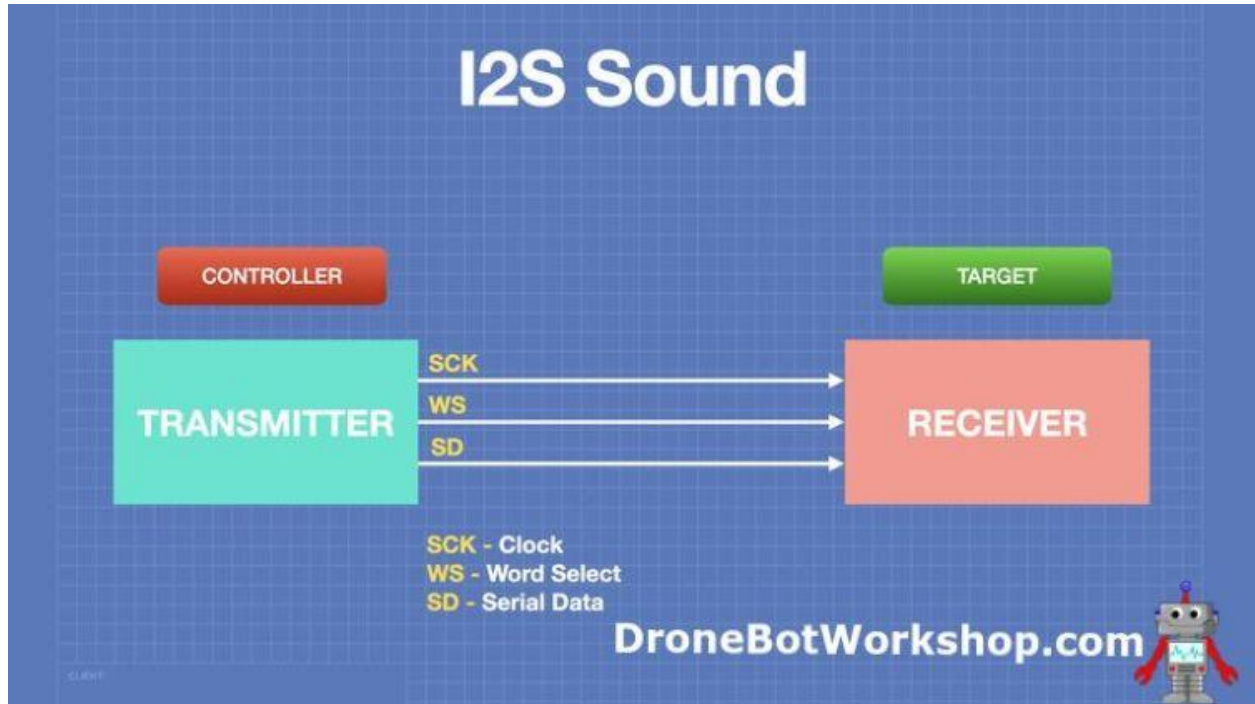 I2S Sound
CONTROLLER
TARGET
TRANSMITTER
SCK
WS
SD
RECEIVER
SCK - Clock
WS - Word Select
SD - Serial Data
DroneBotWorkshop.com